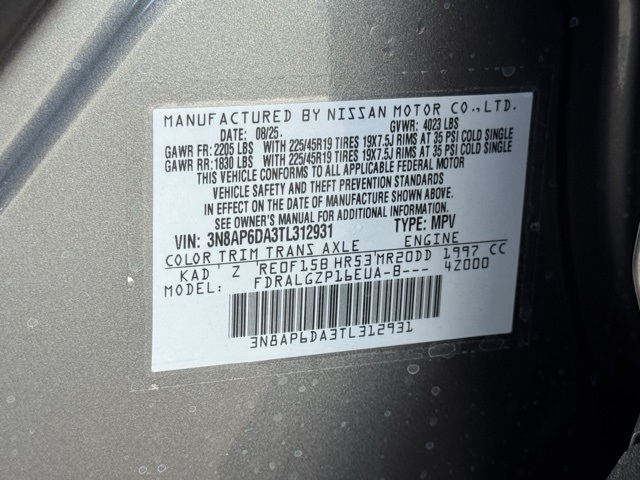 MANUFACTURED BY NISSAN MOTOR CO.,LTD.
DATE: 08/25. GVWR: 4023 LBS
GAWR FR: 2205 LBS WITH 225/45R19 TIRES 19X7.5J RIMS AT 35 PSI COLD SINGLE
GAWR RR: 1830 LBS WITH 225/45R19 TIRES 19X7.5J RIMS AT 35 PSI COLD SINGLE
THIS VEHICLE CONFORMS TO ALL APPLICABLE FEDERAL MOTOR
VEHICLE SAFETY AND THEFT PREVENTION STANDARDS
IN EFFECT ON THE DATE OF MANUFACTURE SHOWN ABOVE.
SEE OWNER'S MANUAL FOR ADDITIONAL INFORMATION.
VIN: 3N8AP6DA3TL312931 TYPE: MPV
COLOR TRIM TRANS AXLE ENGINE
KAD ' Z ' RE0F15B HR53'MR20DD 1997 CC
MODEL: FDRALGZP16EUA-B--- 4Z000
3N8AP6DA3TL312931